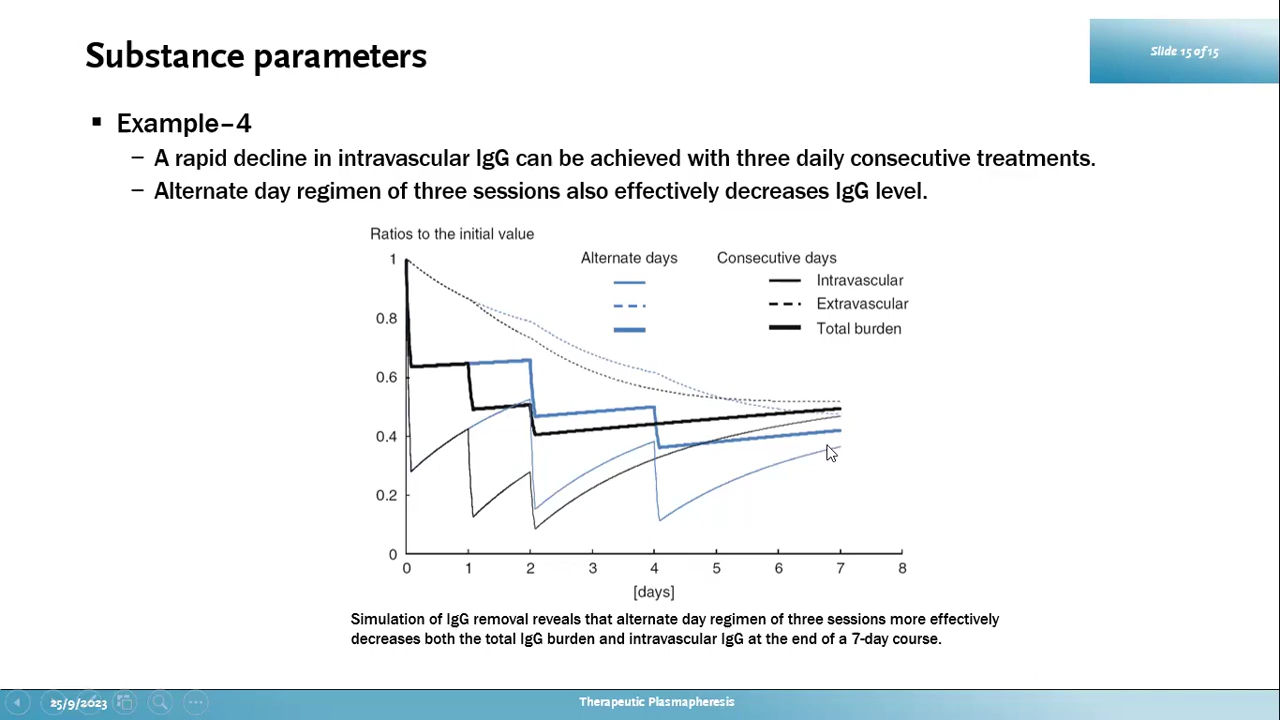 Substance parameters
Slide 15 of 15
▪ Example–4
– A rapid decline in intravascular IgG can be achieved with three daily consecutive treatments.
– Alternate day regimen of three sessions also effectively decreases IgG level.
Ratios to the initial value
Alternate days
Consecutive days
Intravascular
Extravascular
Total burden
1
0.8
0.6
0.4
0.2
0
0 1 2 3 4 5 6 7 8
[days]
Simulation of IgG removal reveals that alternate day regimen of three sessions more effectively
decreases both the total IgG burden and intravascular IgG at the end of a 7-day course.
25/9/2023
Therapeutic Plasmapheresis